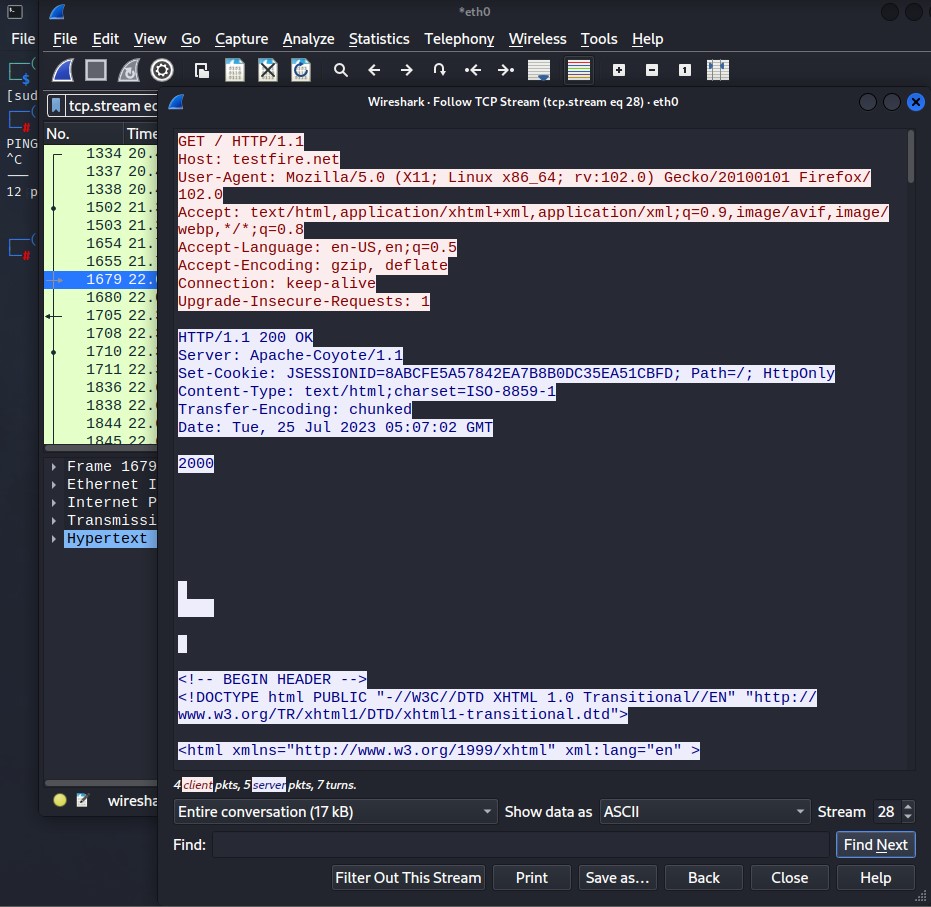 *eth0
File
File Edit View Go Capture Analyze Statistics Telephony Wireless Tools Help
[sud
PING
^C
12 p
tcp.stream eq
No. Time
1334 20.
1337 20.
1338 20.
1502 21.
1503 21.
1654 21.
1655 21.
1679 22.
1680 22.
1705 22.
1708 22.
1710 22.
1711 22.
1836 22.
1838 22.
1844 22.
1845 22.
Frame 1679
Ethernet I
Internet P
Transmissi
Hypertext
wiresha
Wireshark · Follow TCP Stream (tcp.stream eq 28) · eth0
GET / HTTP/1.1
Host: testfire.net
User-Agent: Mozilla/5.0 (X11; Linux x86_64; rv:102.0) Gecko/20100101 Firefox/
102.0
Accept: text/html,application/xhtml+xml,application/xml;q=0.9,image/avif,image/
webp,*/*;q=0.8
Accept-Language: en-US,en;q=0.5
Accept-Encoding: gzip, deflate
Connection: keep-alive
Upgrade-Insecure-Requests: 1
HTTP/1.1 200 OK
Server: Apache-Coyote/1.1
Set-Cookie: JSESSIONID=8ABCFE5A57842EA7B8B0DC35EA51CBFD; Path=/; HttpOnly
Content-Type: text/html;charset=ISO-8859-1
Transfer-Encoding: chunked
Date: Tue, 25 Jul 2023 05:07:02 GMT
2000
<!-- BEGIN HEADER -->
<!DOCTYPE html PUBLIC "-//W3C//DTD XHTML 1.0 Transitional//EN" "http://
www.w3.org/TR/xhtml1/DTD/xhtml1-transitional.dtd">
<html xmlns="http://www.w3.org/1999/xhtml" xml:lang="en" >
4 client pkts, 5 server pkts, 7 turns.
Entire conversation (17 kB) Show data as ASCII Stream 28
Find: Find Next
Filter Out This Stream Print Save as… Back Close Help